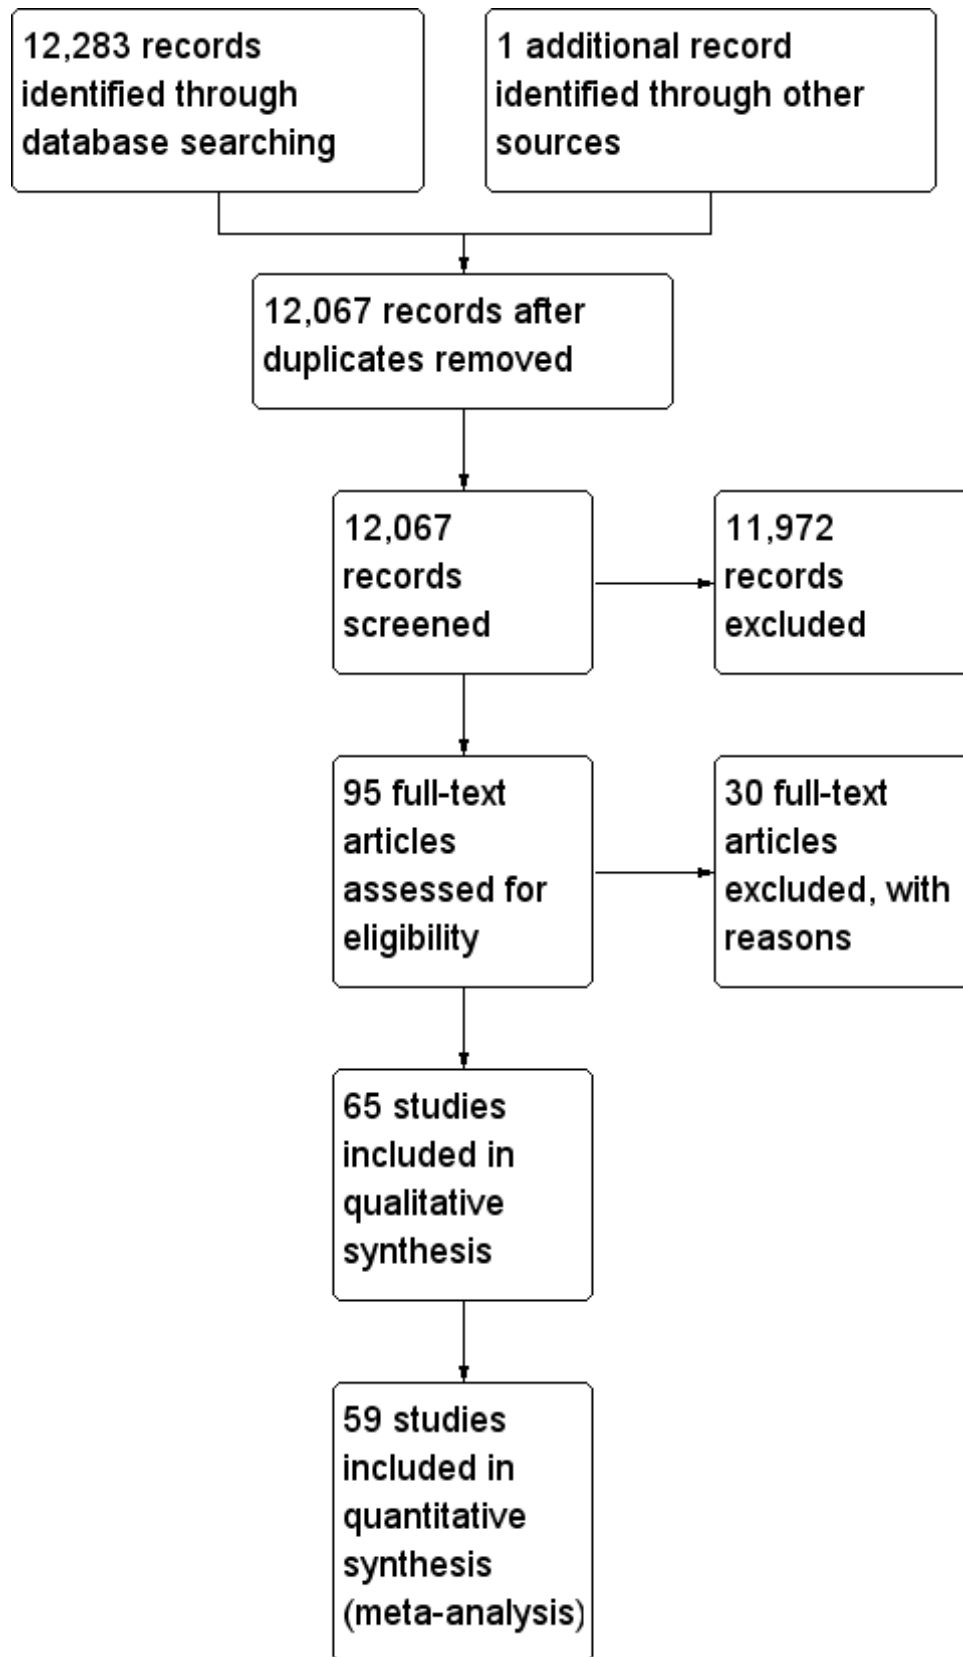 12,283 records
identified through
database searching
1 additional record
identified through other
sources
12,067 records after
duplicates removed
12,067
records
screened
11,972
records
excluded
95 full-text
articles
assessed for
eligibility
30 full-text
articles
excluded, with
reasons
65 studies
included in
qualitative
synthesis
59 studies
included in
quantitative
synthesis
(meta-analysis)